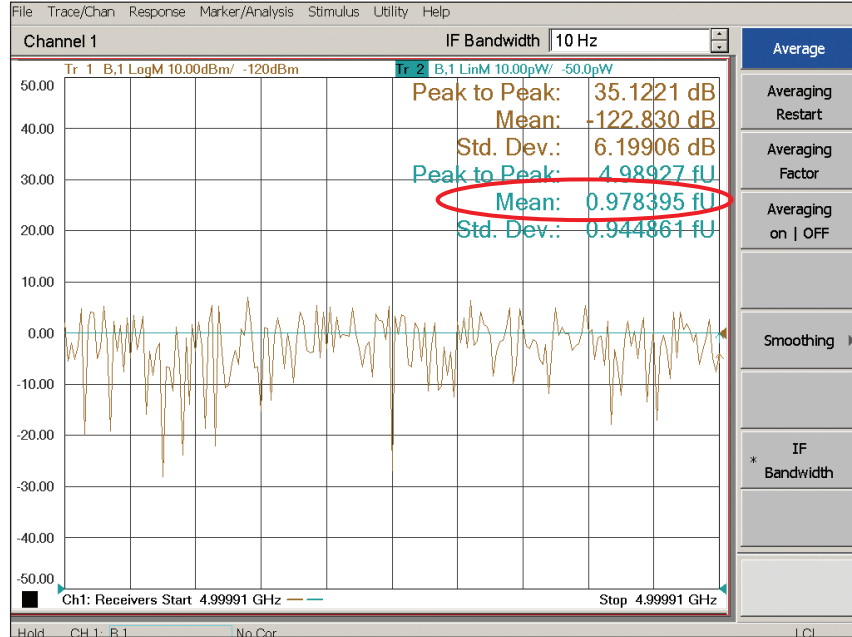 File Trace/Chan Response Marker/Analysis Stimulus Utility Help
Channel 1 IF Bandwidth 10 Hz
Tr 1 B,1 LogM 10.00dBm/ -120dBm Tr 2 B,1 LinM 10.00pW/ -50.0pW
Peak to Peak: 35.1221 dB
Mean: -122.830 dB
Std. Dev.: 6.19906 dB
Peak to Peak: 4.98927 fU
Mean: 0.978395 fU
Std. Dev.: 0.944861 fU
50.00
40.00
30.00
20.00
10.00
0.00
-10.00
-20.00
-30.00
-40.00
-50.00
Ch1: Receivers Start 4.99991 GHz Stop 4.99991 GHz
Average
Averaging
Restart
Averaging
Factor
Averaging
on | OFF
Smoothing
* IF
Bandwidth
Hold CH 1: B,1 No Cor LCL